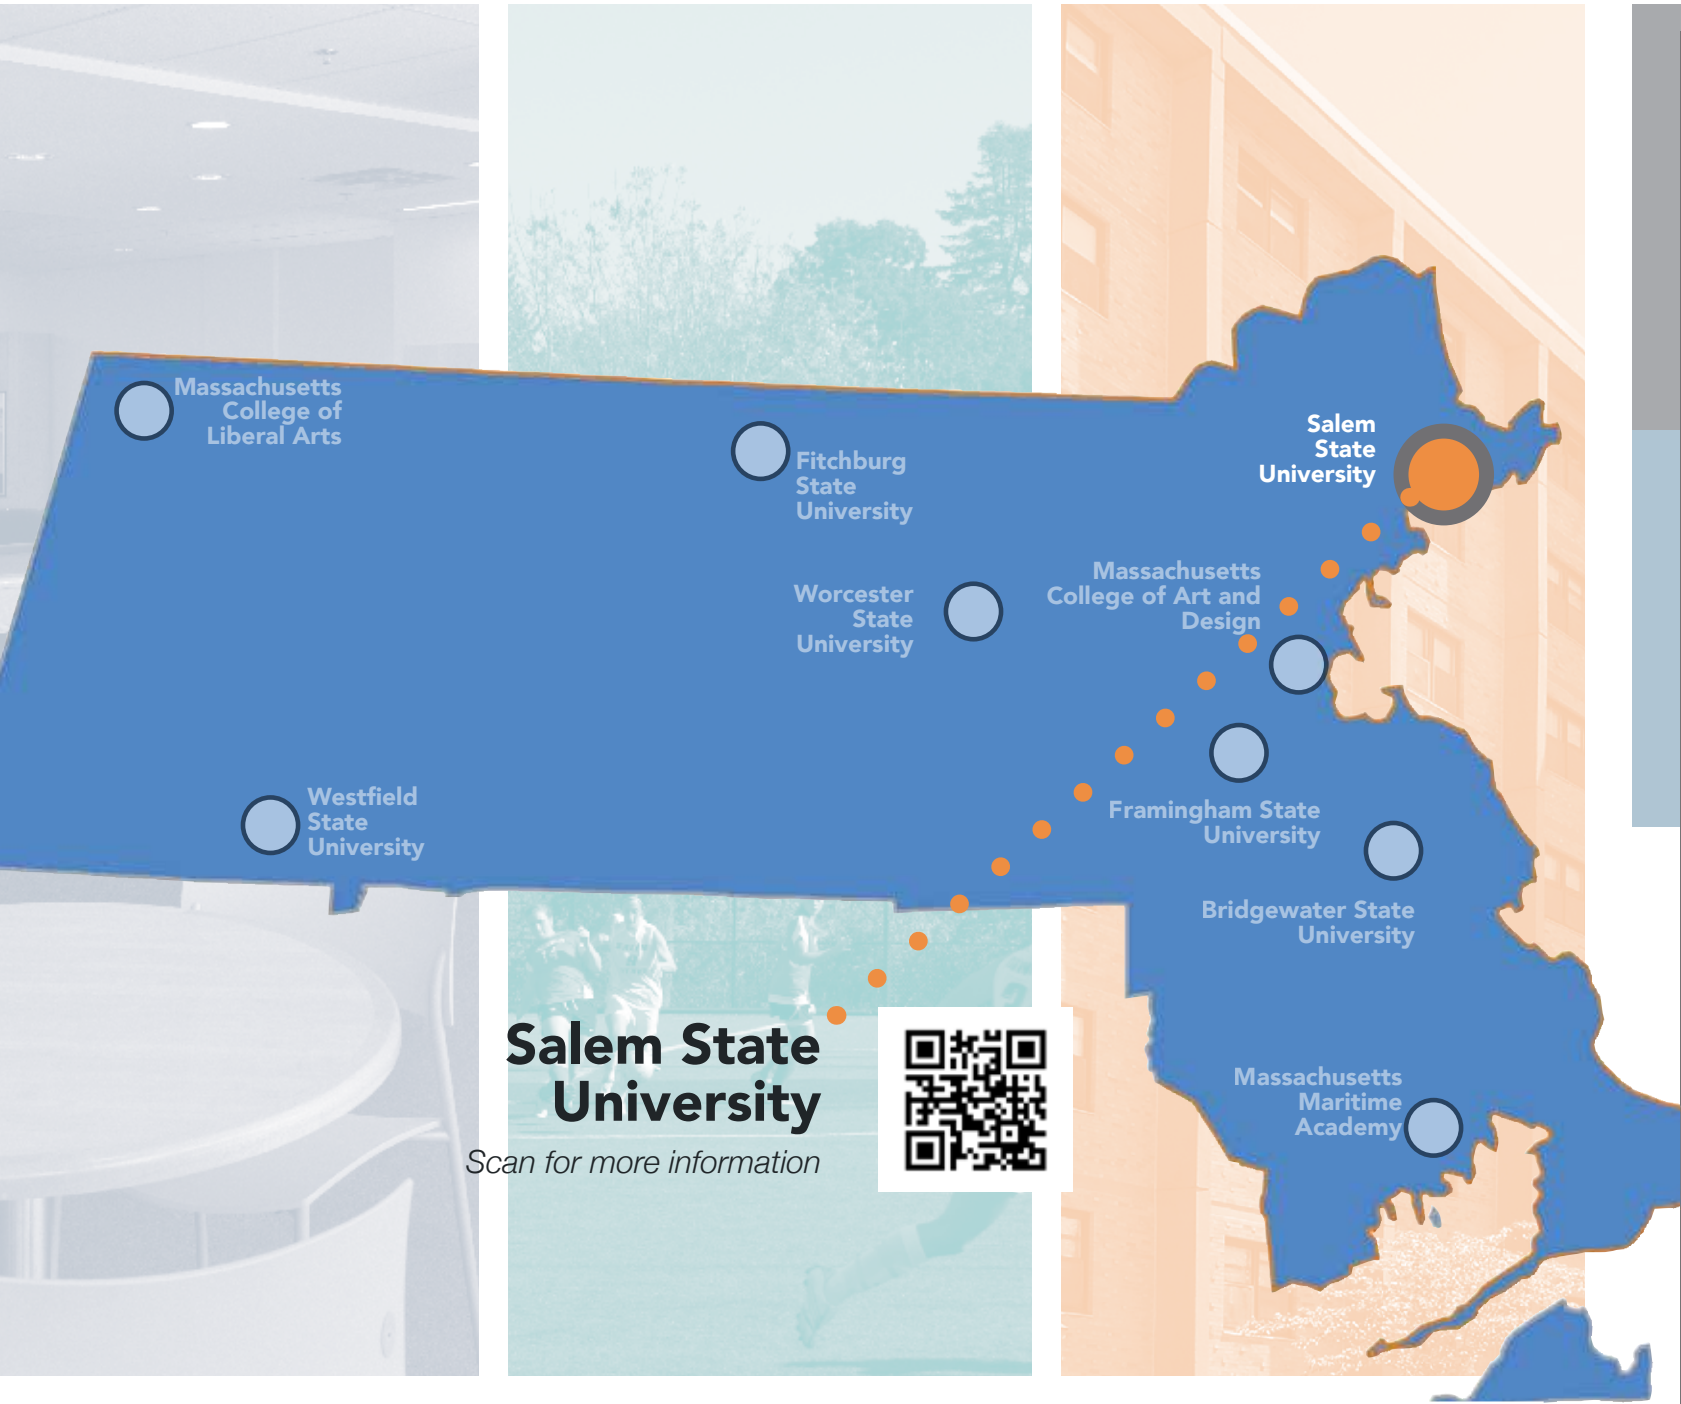 Massachusetts
College of
Liberal Arts
Fitchburg
State
University
Salem
State
University
Worcester
State
University
Massachusetts
College of Art and
Design
Westfield
State
University
Framingham State
University
Bridgewater State
University
Salem State
University
Scan for more information
Massachusetts
Maritime
Academy